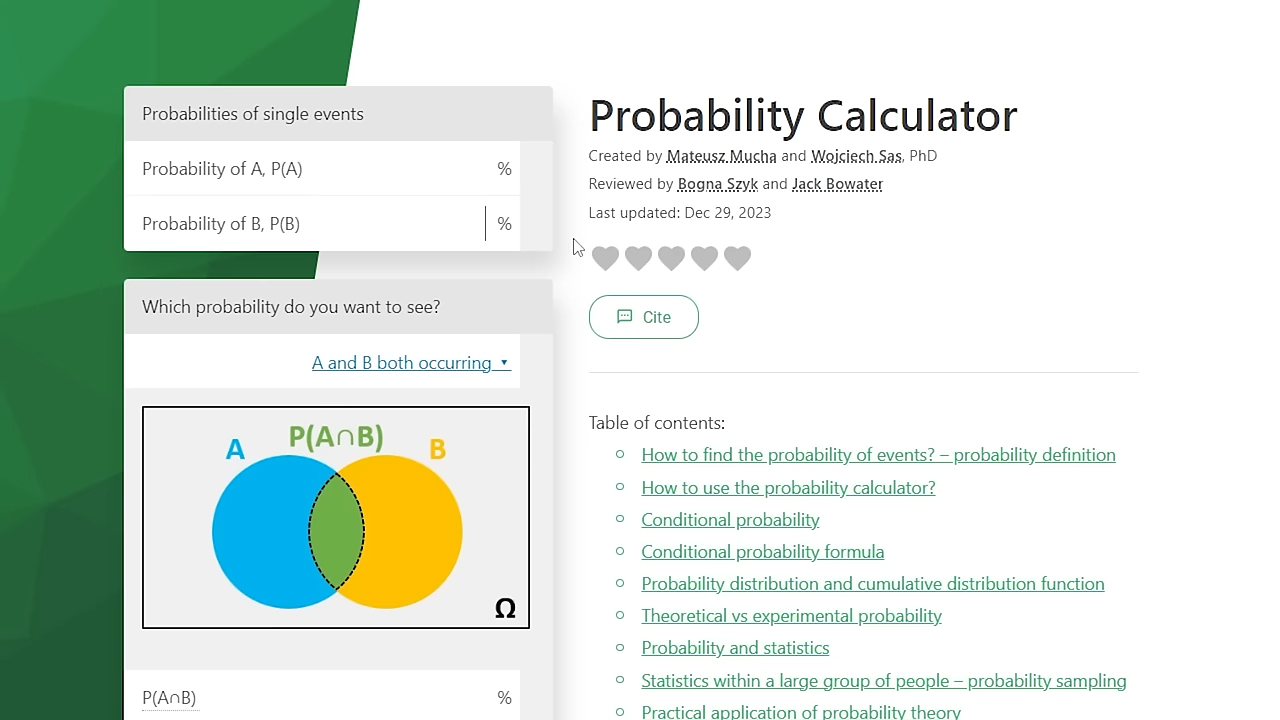 Probabilities of single events
Probability of A, P(A) %
Probability of B, P(B) %
Which probability do you want to see?
A and B both occurring
P(A∩B)
A B
Ω
P(A∩B) %
Probability Calculator
Created by Mateusz Mucha and Wojciech Sas, PhD
Reviewed by Bogna Szyk and Jack Bowater
Last updated: Dec 29, 2023
Cite
Table of contents:
How to find the probability of events? – probability definition
How to use the probability calculator?
Conditional probability
Conditional probability formula
Probability distribution and cumulative distribution function
Theoretical vs experimental probability
Probability and statistics
Statistics within a large group of people – probability sampling
Practical application of probability theory